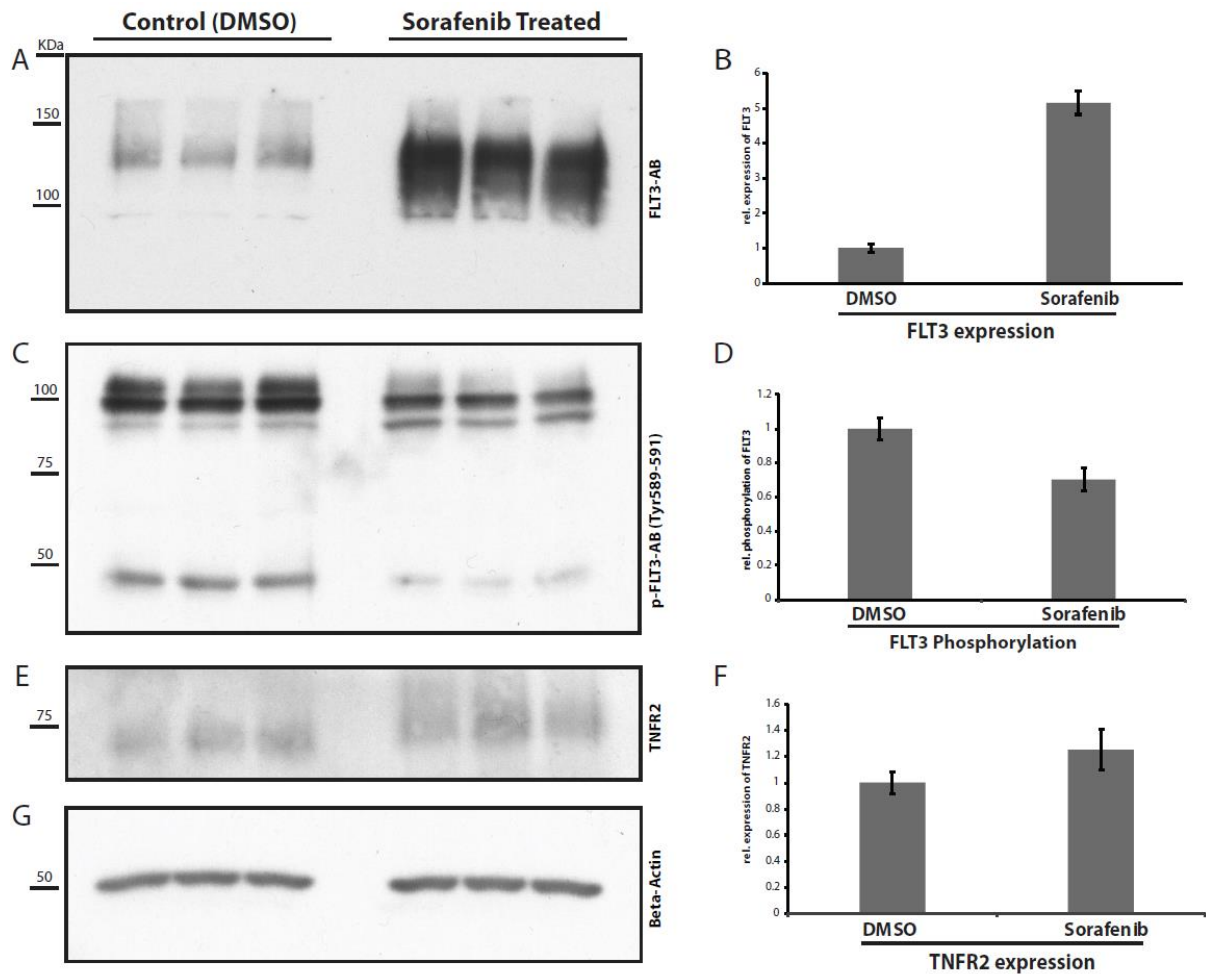 Control (DMSO) Sorafenib Treated
A KDa
150
100
FLT3-AB
B
rel. expression of FLT3
6
5
4
3
2
1
0
DMSO Sorafenib
FLT3 expression
C
100
75
50
p-FLT3-AB (Tyr589-591)
D
rel. phosphorylation of FLT3
1.2
1
0.8
0.6
0.4
0.2
0
DMSO Sorafenib
FLT3 Phosphorylation
E
75
TNFR2
F
rel. expression of TNFR2
1.6
1.4
1.2
1
0.8
0.6
0.4
0.2
0
DMSO Sorafenib
TNFR2 expression
G
50
Beta-Actin